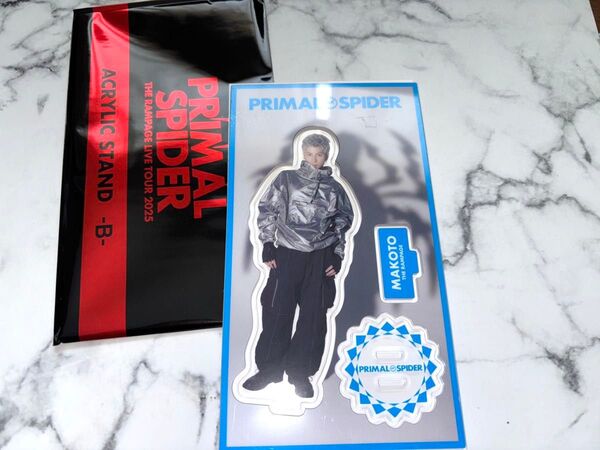 PRIMAL
SPIDER
THE RAMPAGE LIVE TOUR 2025
ACRYLIC STAND -B-
PRIMAL SPIDER
MAKOTO
THE RAMPAGE
PRIMAL SPIDER